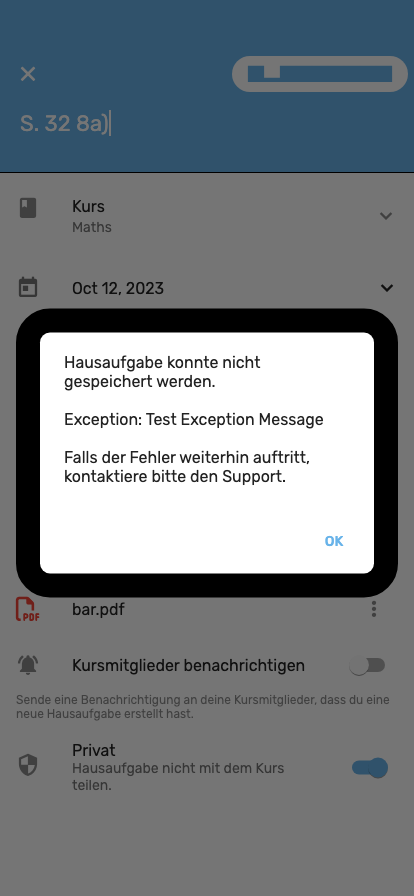 S. 32 8a)
Kurs
Maths
Oct 12, 2023
Hausaufgabe konnte nicht
gespeichert werden.
Exception: Test Exception Message
Falls der Fehler weiterhin auftritt,
kontaktiere bitte den Support.
OK
PDF
bar.pdf
Kursmitglieder benachrichtigen
Sende eine Benachrichtigung an deine Kursmitglieder, dass du eine
neue Hausaufgabe erstellt hast.
Privat
Hausaufgabe nicht mit dem Kurs
teilen.